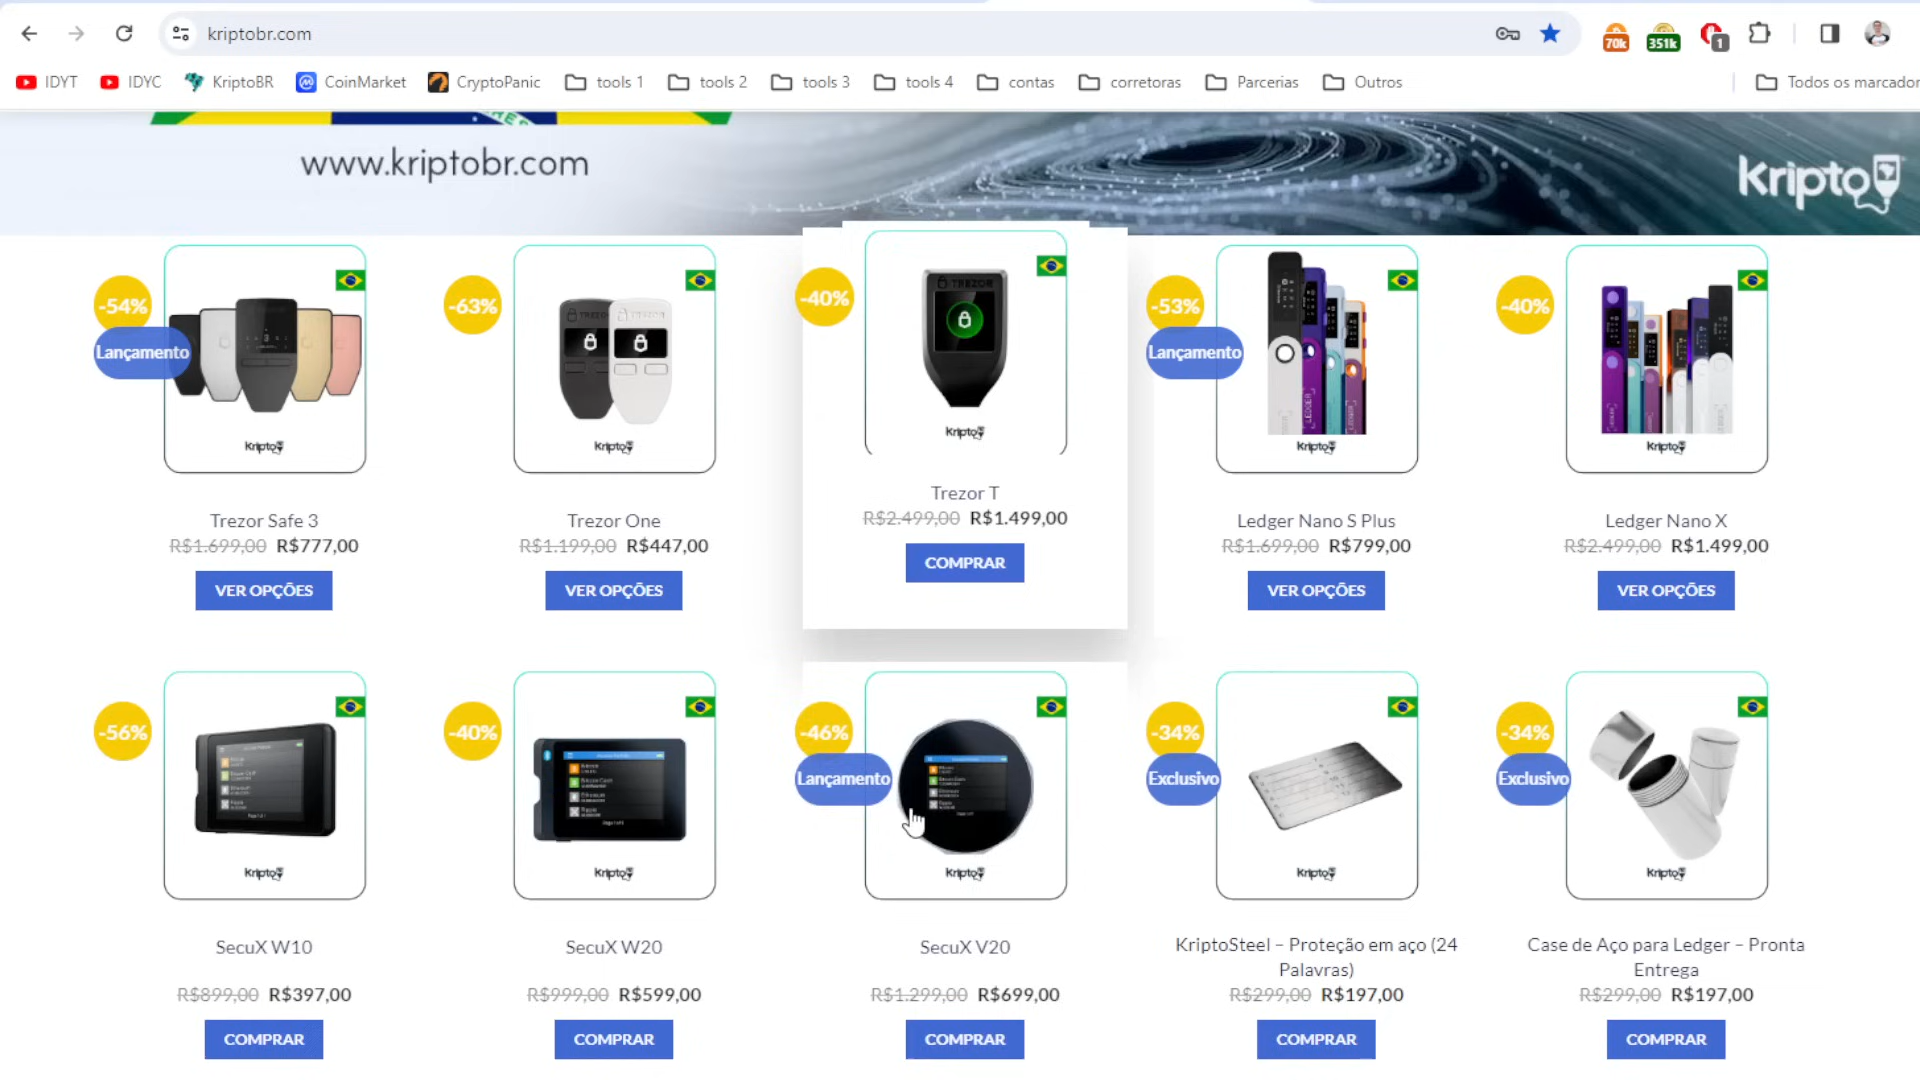 kriptobr.com
70k
351k
1
IDYT
IDYC
KriptoBR
CoinMarket
CryptoPanic
tools 1
tools 2
tools 3
tools 4
contas
corretoras
Parcerias
Outros
Todos os marcador
www.kriptobr.com
Kripto
-54%
Lançamento
Kripto
Trezor Safe 3
R$1.699,00 R$777,00
VER OPÇÕES
-63%
Kripto
Trezor One
R$1.199,00 R$447,00
VER OPÇÕES
-40%
TREZOR
Kripto
Trezor T
R$2.499,00 R$1.499,00
COMPRAR
-53%
Lançamento
LEDGER
Kripto
Ledger Nano S Plus
R$1.699,00 R$799,00
VER OPÇÕES
-40%
Kripto
Ledger Nano X
R$2.499,00 R$1.499,00
VER OPÇÕES
-56%
Kripto
SecuX W10
R$899,00 R$397,00
COMPRAR
-40%
Kripto
SecuX W20
R$999,00 R$599,00
COMPRAR
-46%
Lançamento
Kripto
SecuX V20
R$1.299,00 R$699,00
COMPRAR
-34%
Exclusivo
Kripto
KriptoSteel – Proteção em aço (24
Palavras)
R$299,00 R$197,00
COMPRAR
-34%
Exclusivo
Kripto
Case de Aço para Ledger – Pronta
Entrega
R$299,00 R$197,00
COMPRAR